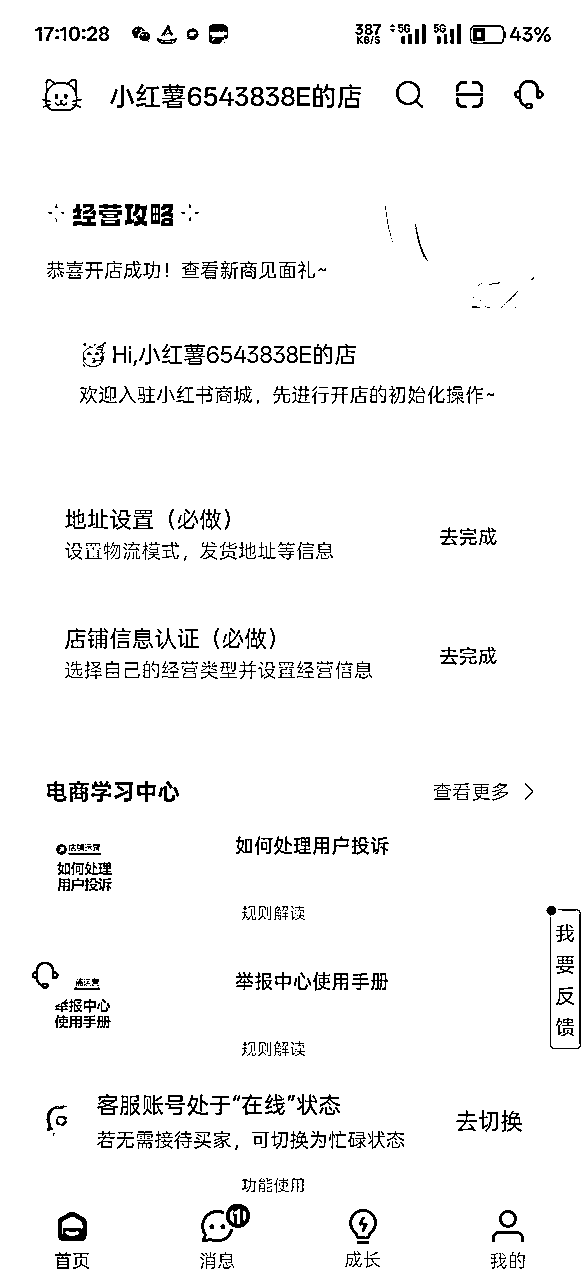 17:10:28 387 KB/S 5G 5G 43%
小红薯6543838E的店
经营攻略
恭喜开店成功！查看新商见面礼~
Hi,小红薯6543838E的店
欢迎入驻小红书商城，先进行开店的初始化操作~
地址设置（必做）
设置物流模式，发货地址等信息
去完成
店铺信息认证（必做）
选择自己的经营类型并设置经营信息
去完成
电商学习中心
查看更多
店铺运营
如何处理
用户投诉
如何处理用户投诉
规则解读
举报中心
使用手册
举报中心使用手册
规则解读
我要反馈
客服账号处于“在线”状态
若无需接待买家，可切换为忙碌状态
去切换
功能使用
首页
消息
成长
我的